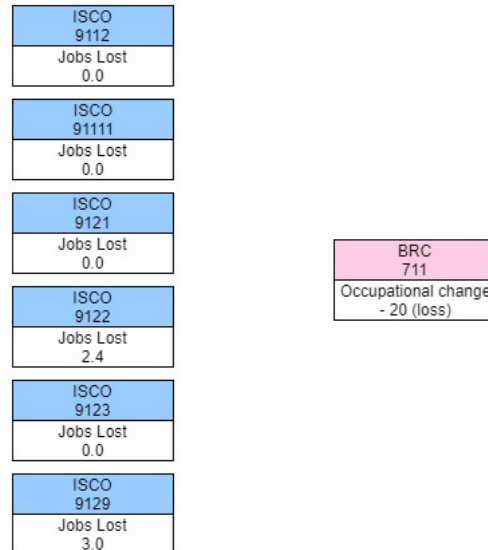 ISCO
9112
Jobs Lost
0.0
ISCO
91111
Jobs Lost
0.0
ISCO
9121
Jobs Lost
0.0
ISCO
9122
Jobs Lost
2.4
ISCO
9123
Jobs Lost
0.0
ISCO
9129
Jobs Lost
3.0
BRC
711
Occupational change
- 20 (loss)